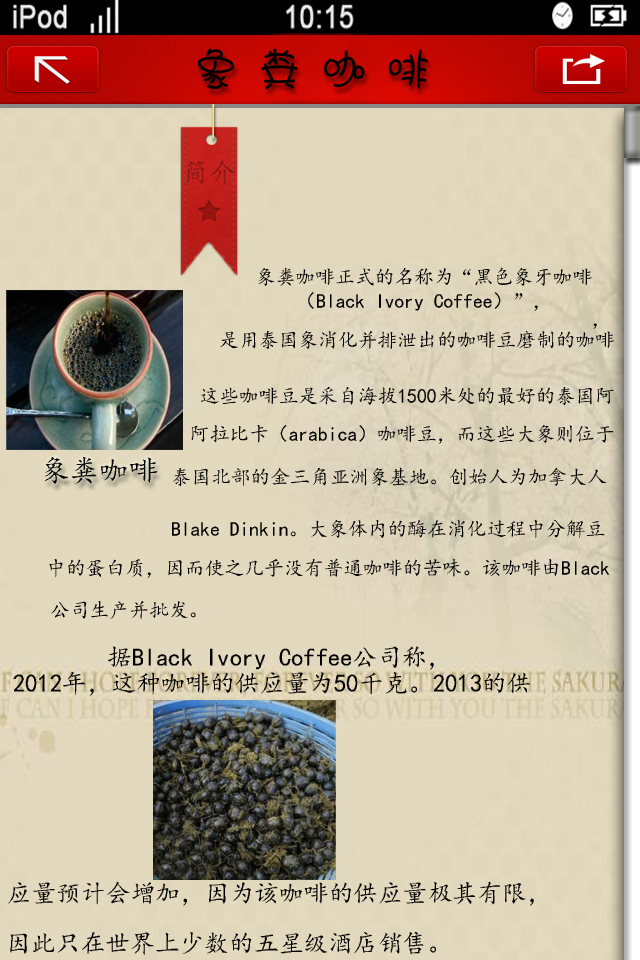 iPod
10:15
象粪咖啡
简介
象粪咖啡正式的名称为“黑色象牙咖啡
（Black Ivory Coffee）”，
，
是用泰国象消化并排泄出的咖啡豆磨制的咖啡
这些咖啡豆是采自海拔1500米处的最好的泰国阿
阿拉比卡（arabica）咖啡豆，而这些大象则位于
象粪咖啡
泰国北部的金三角亚洲象基地。创始人为加拿大人
Blake Dinkin。大象体内的酶在消化过程中分解豆
中的蛋白质，因而使之几乎没有普通咖啡的苦味。该咖啡由Black
公司生产并批发。
据Black Ivory Coffee公司称，
2012年，这种咖啡的供应量为50千克。2013的供
应量预计会增加，因为该咖啡的供应量极其有限，
因此只在世界上少数的五星级酒店销售。